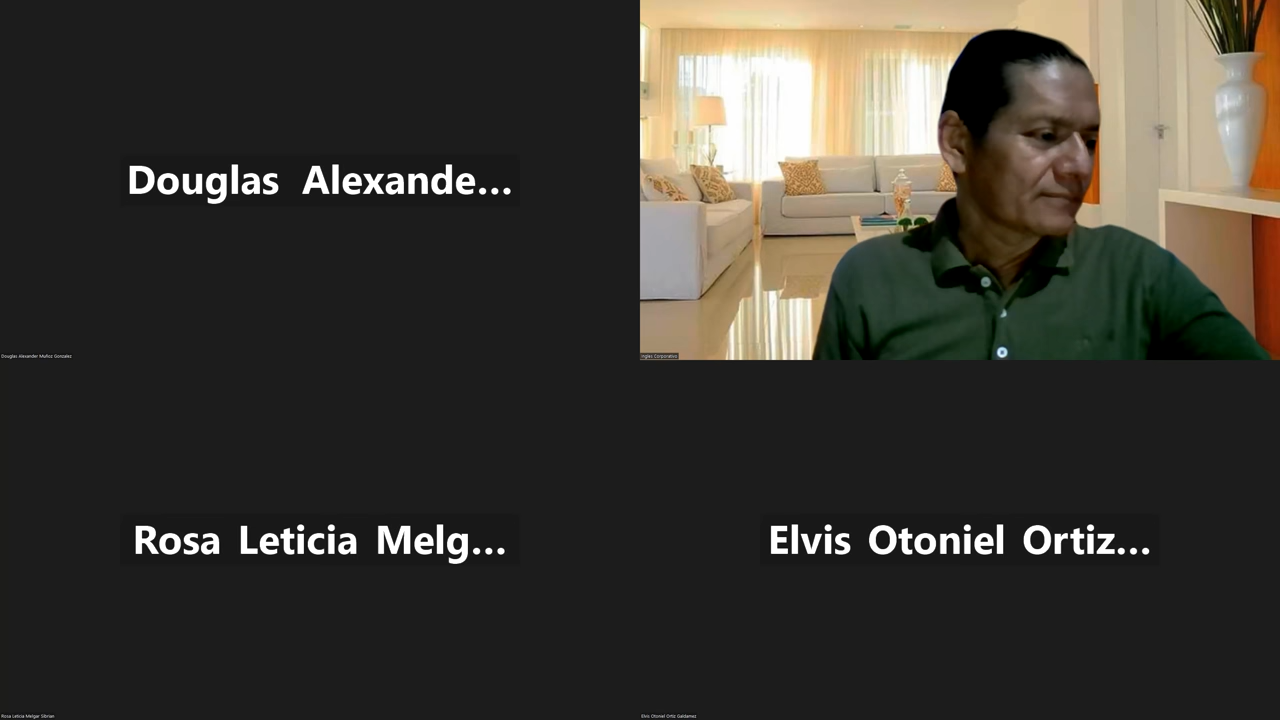 Douglas Alexande...
Douglas Alexander Muñoz Gonzalez
Ingles Corporativo
Rosa Leticia Melg...
Rosa Leticia Melgar Sibrian
Elvis Otoniel Ortiz...
Elvis Otoniel Ortiz Galdamez